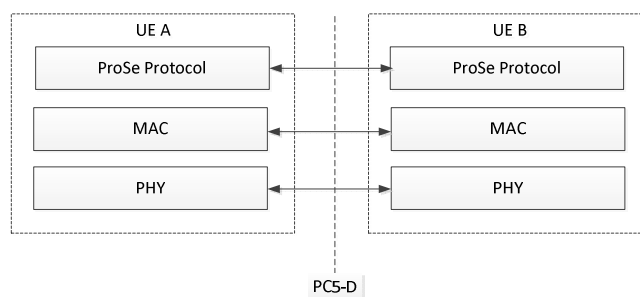 UE A
UE B
ProSe Protocol
ProSe Protocol
MAC
MAC
PHY
PHY
PC5-D